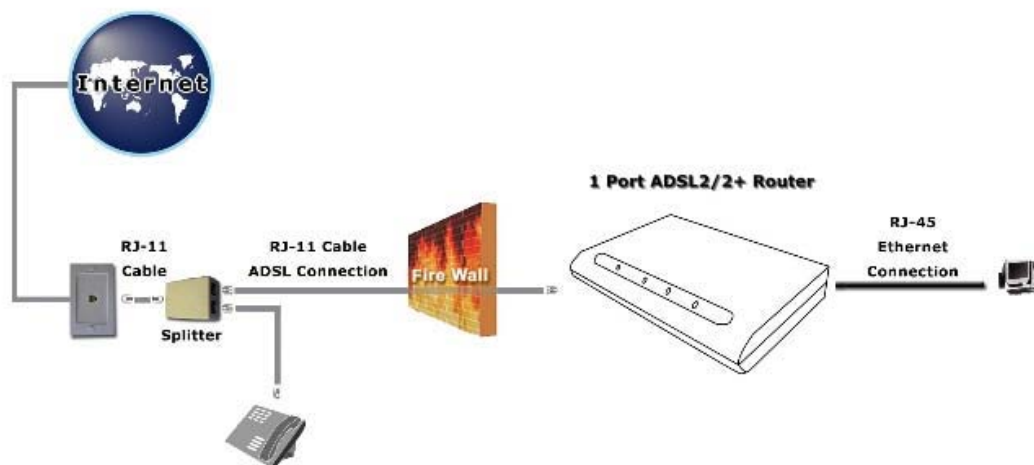 Internet
1 Port ADSL2/2+ Router
RJ-11
Cable
RJ-11 Cable
ADSL Connection
Fire Wall
RJ-45
Ethernet
Connection
Splitter